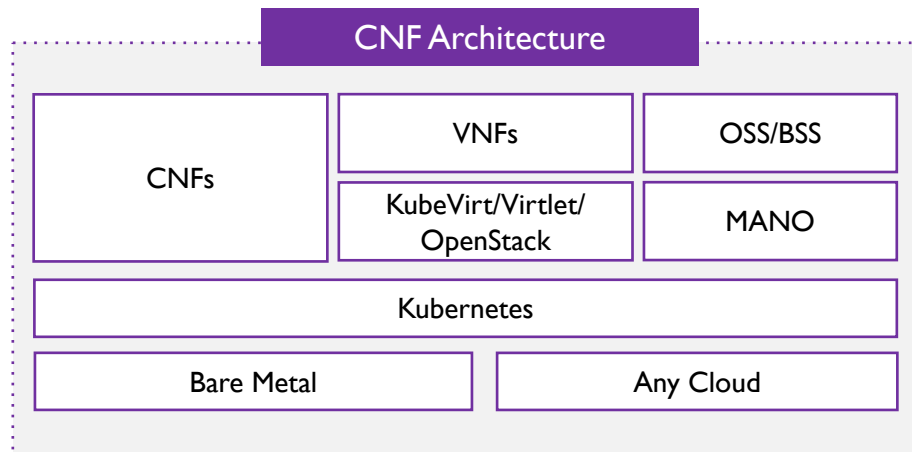 CNF Architecture
CNFs
VNFs
OSS/BSS
KubeVirt/Virtlet/
OpenStack
MANO
Kubernetes
Bare Metal
Any Cloud